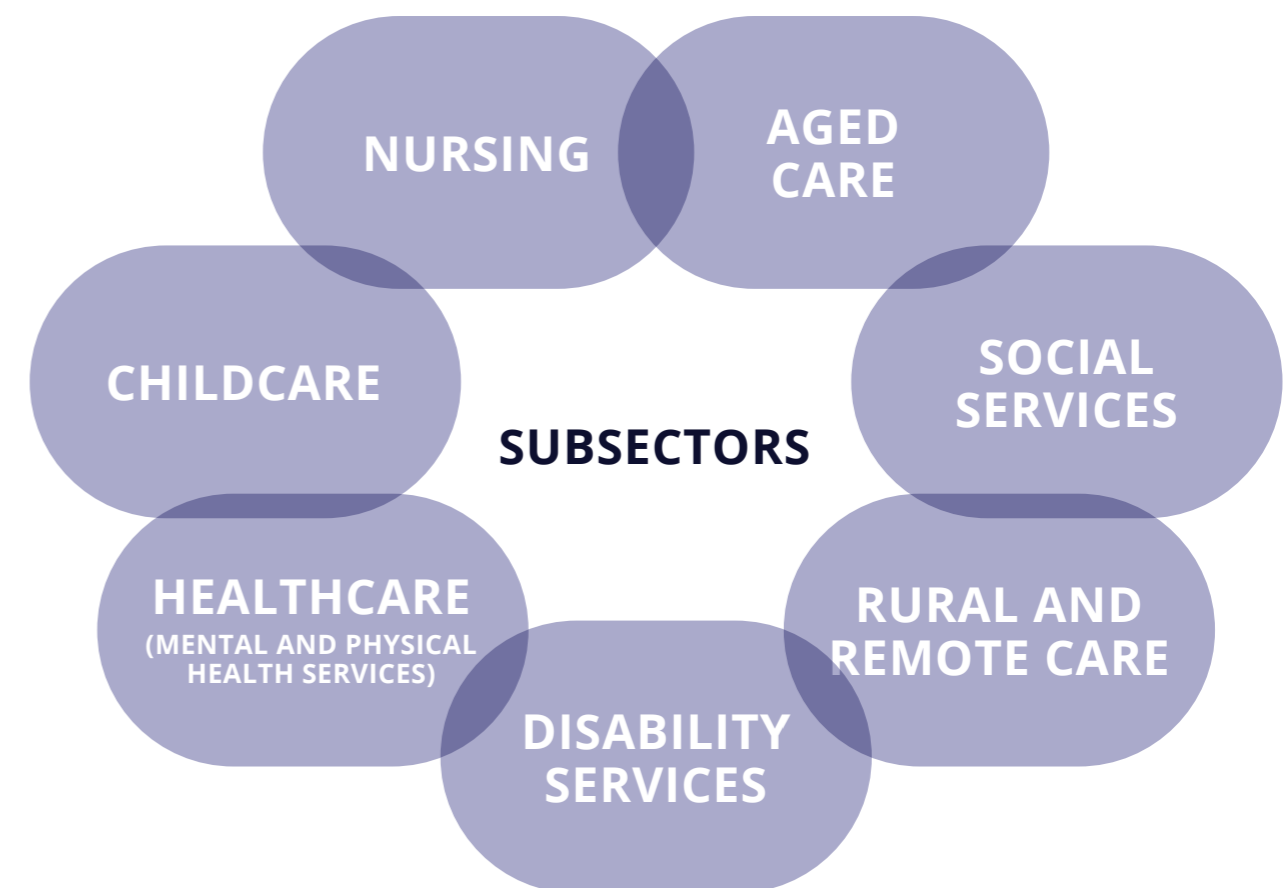 NURSING
AGED
CARE
CHILDCARE
SOCIAL
SERVICES
SUBSECTORS
HEALTHCARE
(MENTAL AND PHYSICAL
HEALTH SERVICES)
RURAL AND
REMOTE CARE
DISABILITY
SERVICES